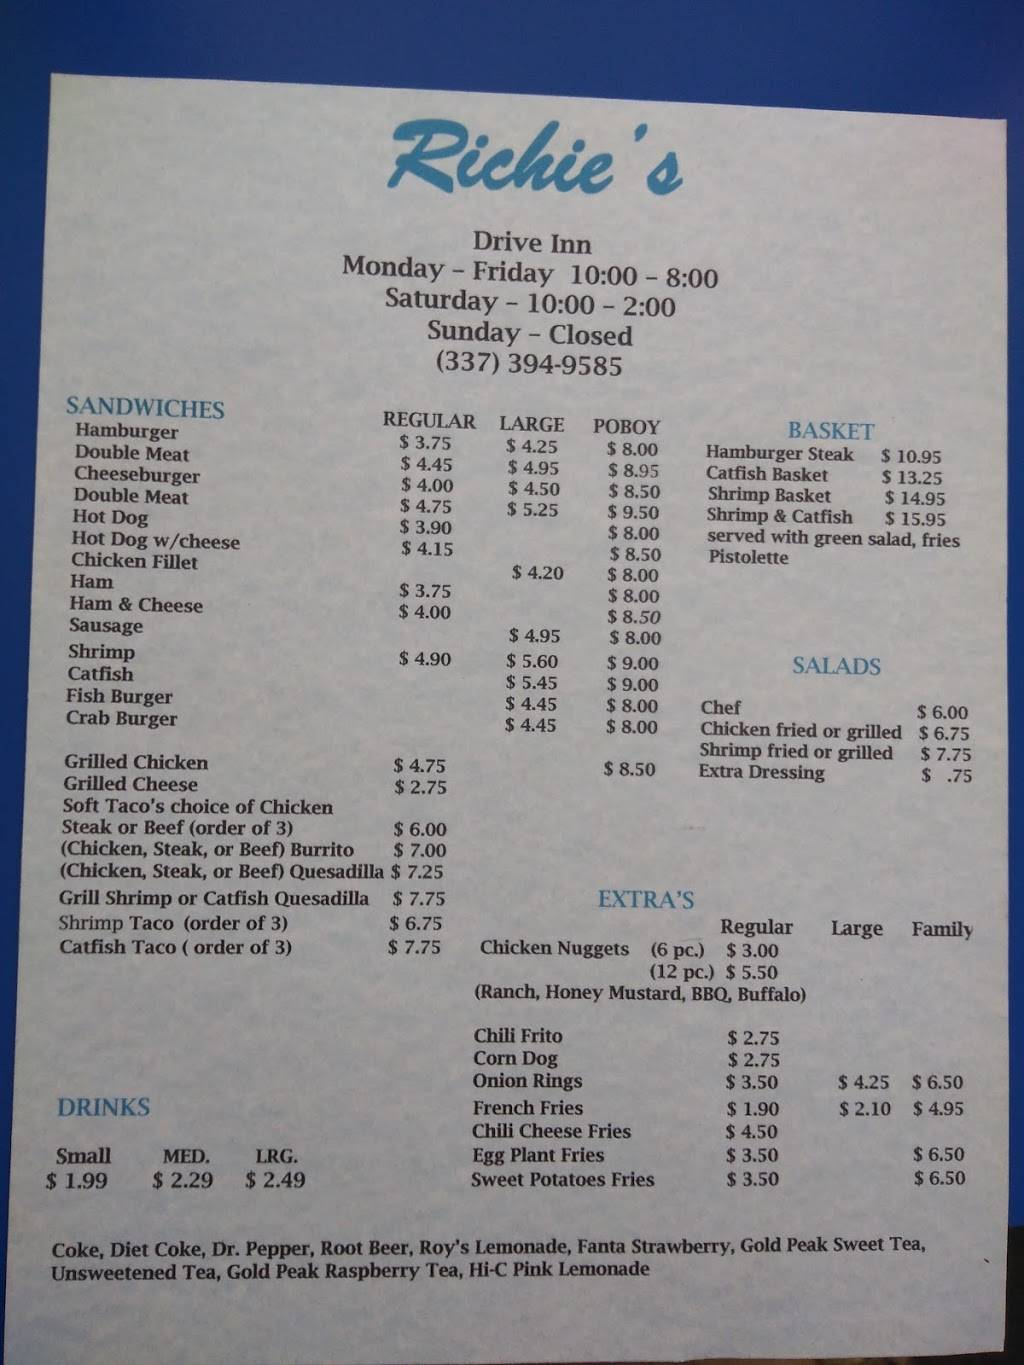 Richie's
Drive Inn
Monday – Friday 10:00 – 8:00
Saturday – 10:00 – 2:00
Sunday – Closed
(337) 394-9585
SANDWICHES REGULAR LARGE POBOY
Hamburger $ 3.75 $ 4.25 $ 8.00
Double Meat $ 4.45 $ 4.95 $ 8.95
Cheeseburger $ 4.00 $ 4.50 $ 8.50
Double Meat $ 4.75 $ 5.25 $ 9.50
Hot Dog $ 3.90 $ 8.00
Hot Dog w/cheese $ 4.15 $ 8.50
Chicken Fillet $ 4.20 $ 8.00
Ham $ 3.75 $ 8.00
Ham & Cheese $ 4.00 $ 8.50
Sausage $ 4.95 $ 8.00
Shrimp $ 4.90 $ 5.60 $ 9.00
Catfish $ 5.45 $ 9.00
Fish Burger $ 4.45 $ 8.00
Crab Burger $ 4.45 $ 8.00
Grilled Chicken $ 4.75 $ 8.50
Grilled Cheese $ 2.75
Soft Taco's choice of Chicken
Steak or Beef (order of 3) $ 6.00
(Chicken, Steak, or Beef) Burrito $ 7.00
(Chicken, Steak, or Beef) Quesadilla $ 7.25
Grill Shrimp or Catfish Quesadilla $ 7.75
Shrimp Taco (order of 3) $ 6.75
Catfish Taco ( order of 3) $ 7.75
BASKET
Hamburger Steak $ 10.95
Catfish Basket $ 13.25
Shrimp Basket $ 14.95
Shrimp & Catfish $ 15.95
served with green salad, fries
Pistolette
SALADS
Chef $ 6.00
Chicken fried or grilled $ 6.75
Shrimp fried or grilled $ 7.75
Extra Dressing $ .75
EXTRA'S
Regular Large Family
Chicken Nuggets (6 pc.) $ 3.00
(12 pc.) $ 5.50
(Ranch, Honey Mustard, BBQ, Buffalo)
Chili Frito $ 2.75
Corn Dog $ 2.75
Onion Rings $ 3.50 $ 4.25 $ 6.50
French Fries $ 1.90 $ 2.10 $ 4.95
Chili Cheese Fries $ 4.50
Egg Plant Fries $ 3.50 $ 6.50
Sweet Potatoes Fries $ 3.50 $ 6.50
DRINKS
Small MED. LRG.
$ 1.99 $ 2.29 $ 2.49
Coke, Diet Coke, Dr. Pepper, Root Beer, Roy's Lemonade, Fanta Strawberry, Gold Peak Sweet Tea,
Unsweetened Tea, Gold Peak Raspberry Tea, Hi-C Pink Lemonade